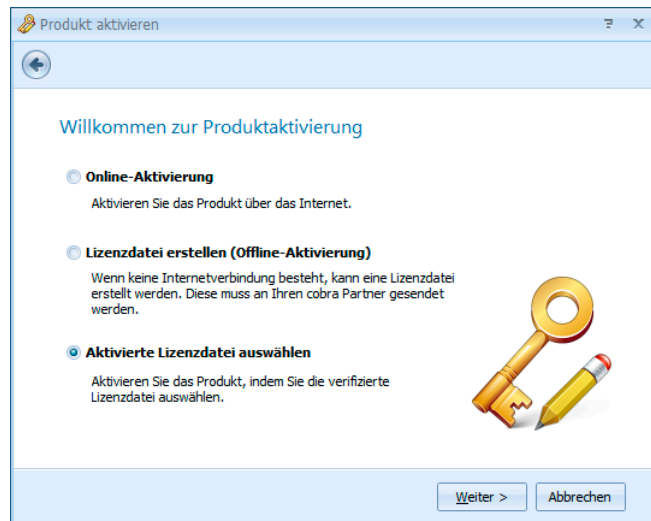 Produkt aktivieren
Willkommen zur Produktaktivierung
Online-Aktivierung
Aktivieren Sie das Produkt über das Internet.
Lizenzdatei erstellen (Offline-Aktivierung)
Wenn keine Internetverbindung besteht, kann eine Lizenzdatei
erstellt werden. Diese muss an Ihren cobra Partner gesendet
werden.
Aktivierte Lizenzdatei auswählen
Aktivieren Sie das Produkt, indem Sie die verifizierte
Lizenzdatei auswählen.
Weiter > Abbrechen